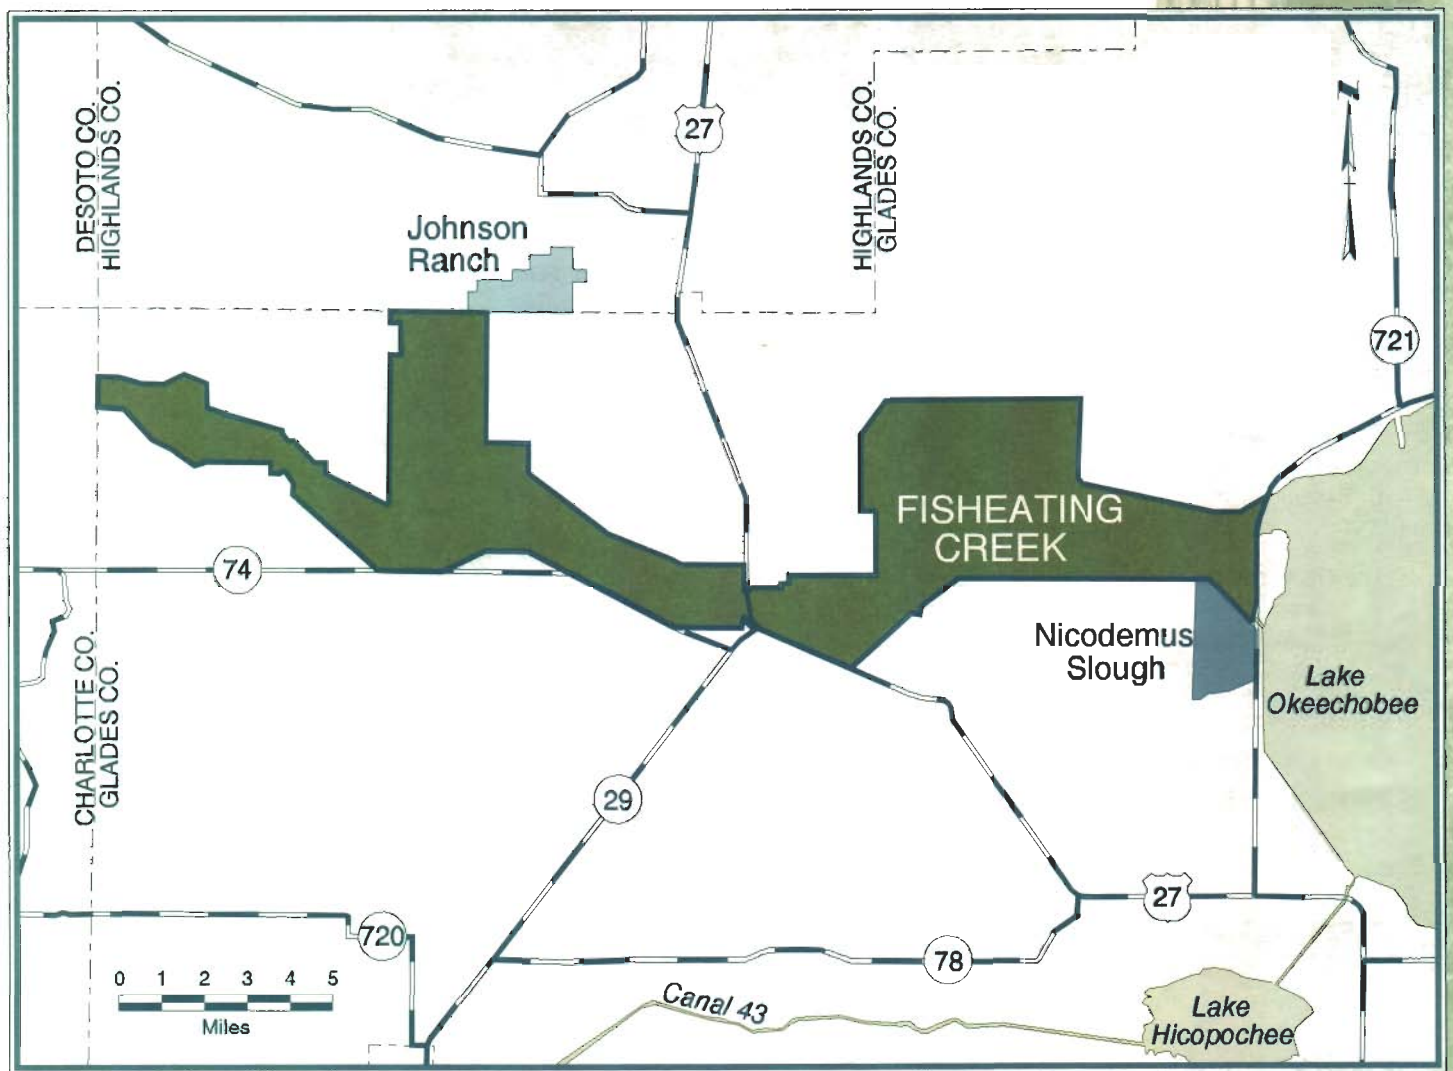 DESOTO CO.
HIGHLANDS CO.
27
HIGHLANDS CO.
GLADES CO.
Johnson
Ranch
721
FISHEATING
CREEK
74
Nicodemus
Slough
Lake
Okeechobee
CHARLOTTE CO.
GLADES CO.
29
27
720
78
0 1 2 3 4 5
Miles
Canal 43
Lake
Hicopochee